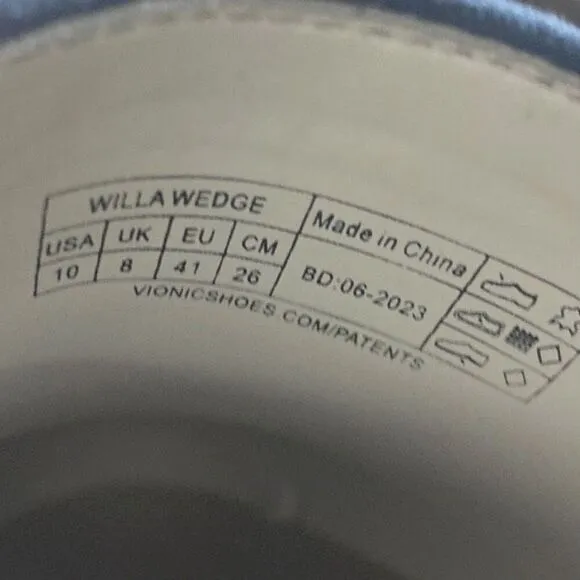 WILLA WEDGE
Made in China
USA UK EU CM
10 8 41 26
BD:06-2023
VIONICSHOES.COM/PATENTS